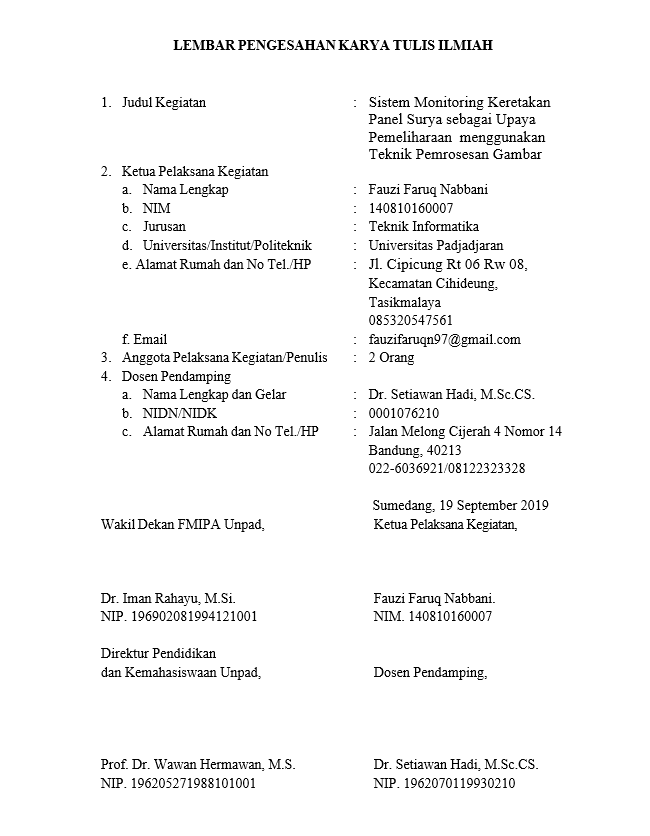 LEMBAR PENGESAHAN KARYA TULIS ILMIAH
1. Judul Kegiatan : Sistem Monitoring Keretakan
Panel Surya sebagai Upaya
Pemeliharaan menggunakan
Teknik Pemrosesan Gambar
2. Ketua Pelaksana Kegiatan
a. Nama Lengkap : Fauzi Faruq Nabbani
b. NIM : 140810160007
c. Jurusan : Teknik Informatika
d. Universitas/Institut/Politeknik : Universitas Padjadjaran
e. Alamat Rumah dan No Tel./HP : Jl. Cipicung Rt 06 Rw 08,
Kecamatan Cihideung,
Tasikmalaya
085320547561
f. Email : fauzifaruqn97@gmail.com
3. Anggota Pelaksana Kegiatan/Penulis : 2 Orang
4. Dosen Pendamping
a. Nama Lengkap dan Gelar : Dr. Setiawan Hadi, M.Sc.CS.
b. NIDN/NIDK : 0001076210
c. Alamat Rumah dan No Tel./HP : Jalan Melong Cijerah 4 Nomor 14
Bandung, 40213
022-6036921/08122323328
Sumedang, 19 September 2019
Wakil Dekan FMIPA Unpad, Ketua Pelaksana Kegiatan,
Dr. Iman Rahayu, M.Si. Fauzi Faruq Nabbani.
NIP. 196902081994121001 NIM. 140810160007
Direktur Pendidikan
dan Kemahasiswaan Unpad, Dosen Pendamping,
Prof. Dr. Wawan Hermawan, M.S. Dr. Setiawan Hadi, M.Sc.CS.
NIP. 196205271988101001 NIP. 1962070119930210